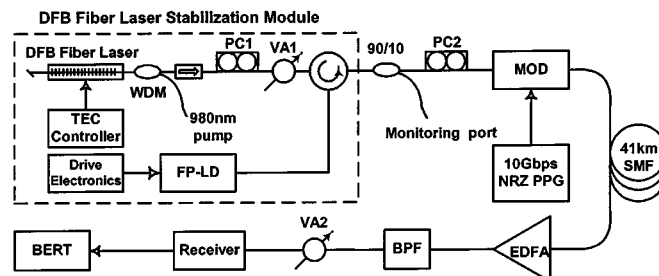 DFB Fiber Laser Stabilization Module
DFB Fiber Laser
WDM
PC1
VA1
90/10
PC2
MOD
TEC
Controller
980nm
pump
Monitoring port
10Gbps
NRZ PPG
41km
SMF
Drive
Electronics
FP-LD
BERT
Receiver
VA2
BPF
EDFA